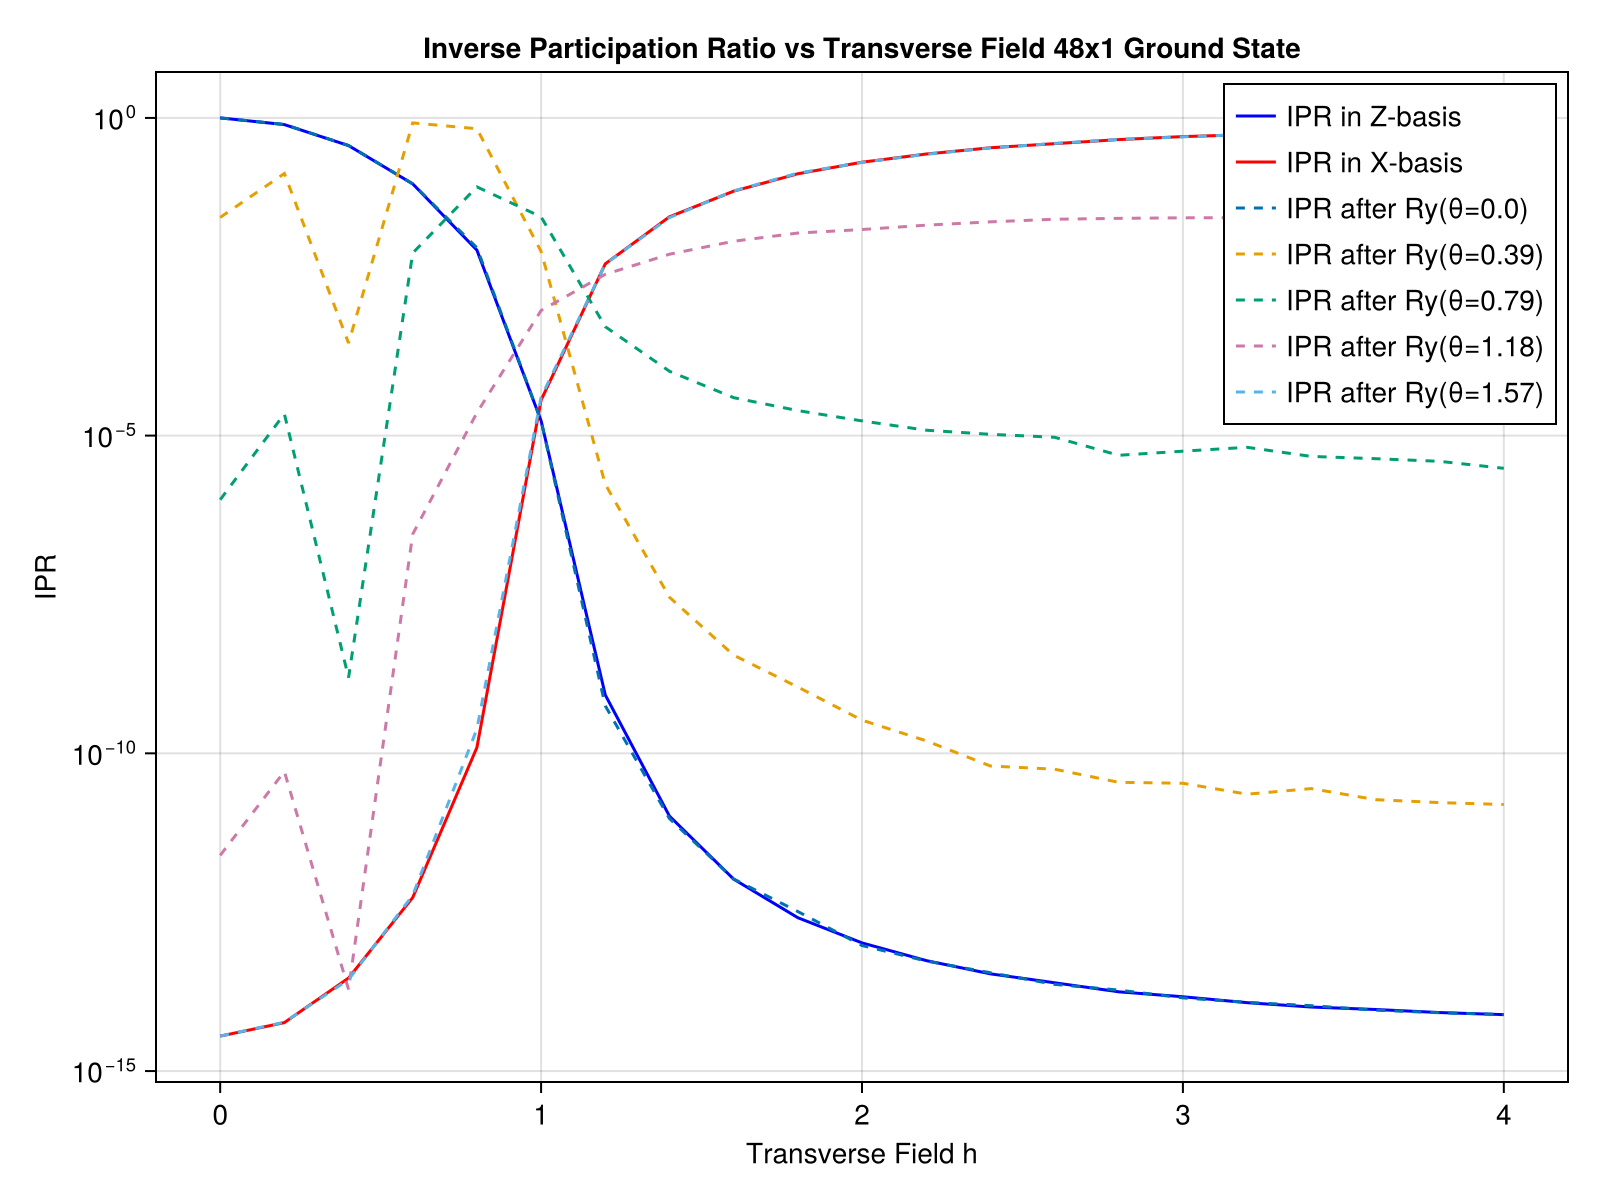 Inverse Participation Ratio vs Transverse Field 48x1 Ground State
IPR in Z-basis
IPR in X-basis
IPR after Ry(θ=0.0)
IPR after Ry(θ=0.39)
IPR after Ry(θ=0.79)
IPR after Ry(θ=1.18)
IPR after Ry(θ=1.57)
10⁰
10⁻⁵
10⁻¹⁰
10⁻¹⁵
IPR
0 1 2 3 4
Transverse Field h